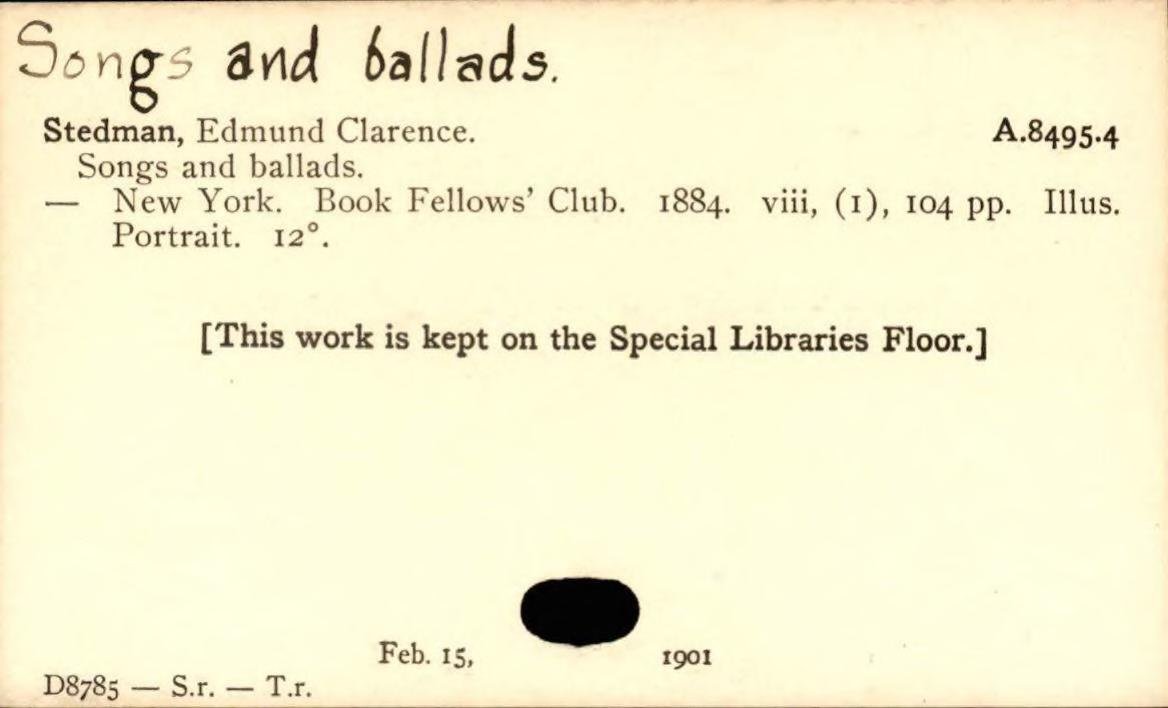 Songs and ballads.
Stedman, Edmund Clarence. A.8495.4
Songs and ballads.
— New York. Book Fellows' Club. 1884. viii, (1), 104 pp. Illus.
Portrait. 12°.
[This work is kept on the Special Libraries Floor.]
Feb. 15, 1901
D8785 — S.r. — T.r.